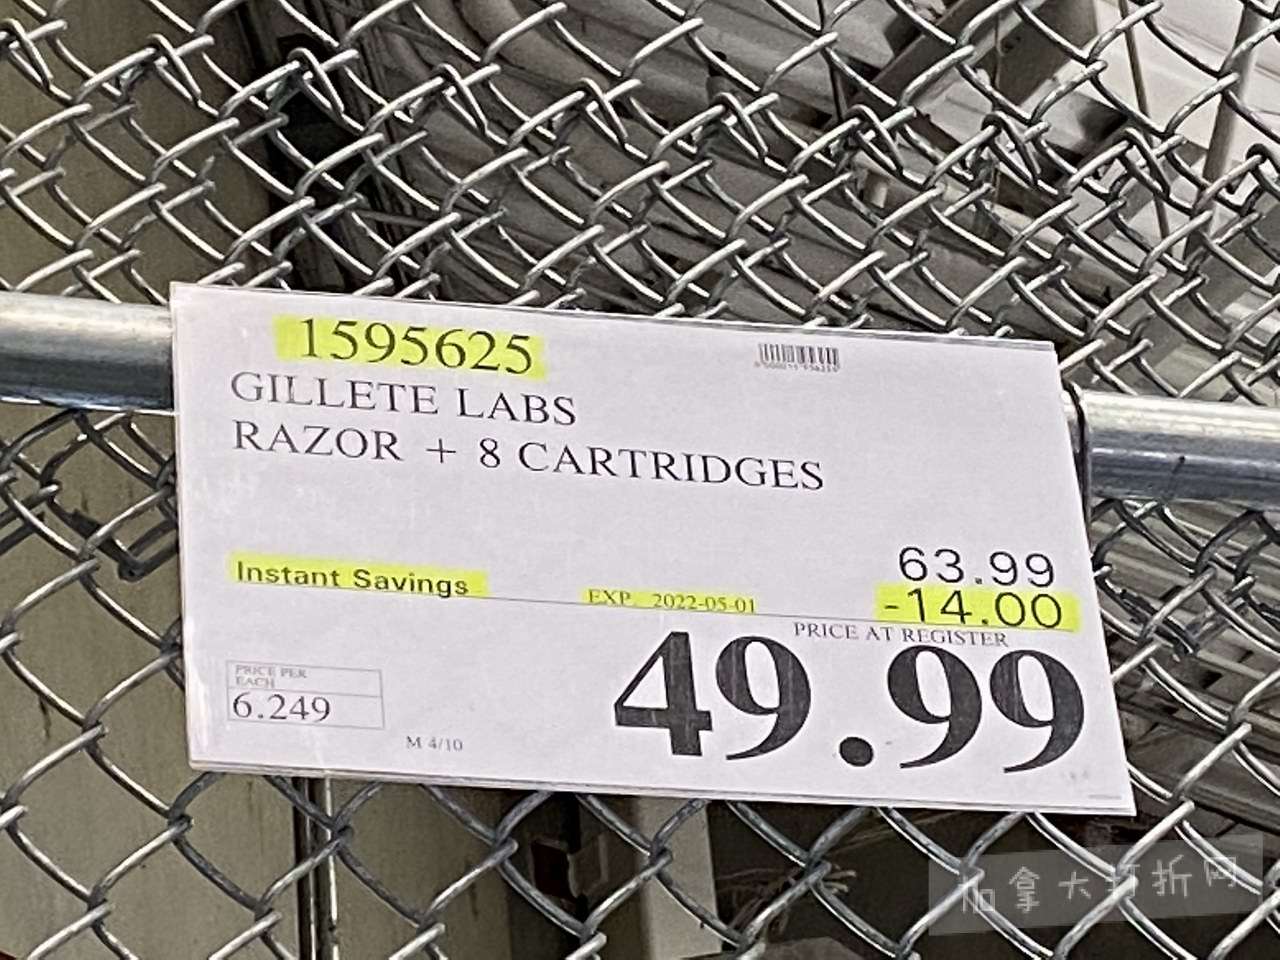 1595625
GILLETE LABS
RAZOR + 8 CARTRIDGES
63.99
Instant Savings EXP. 2022-05-01 -14.00
PRICE AT REGISTER
49.99
PRICE PER
EACH
6.249
M 4/10
加拿大打折网